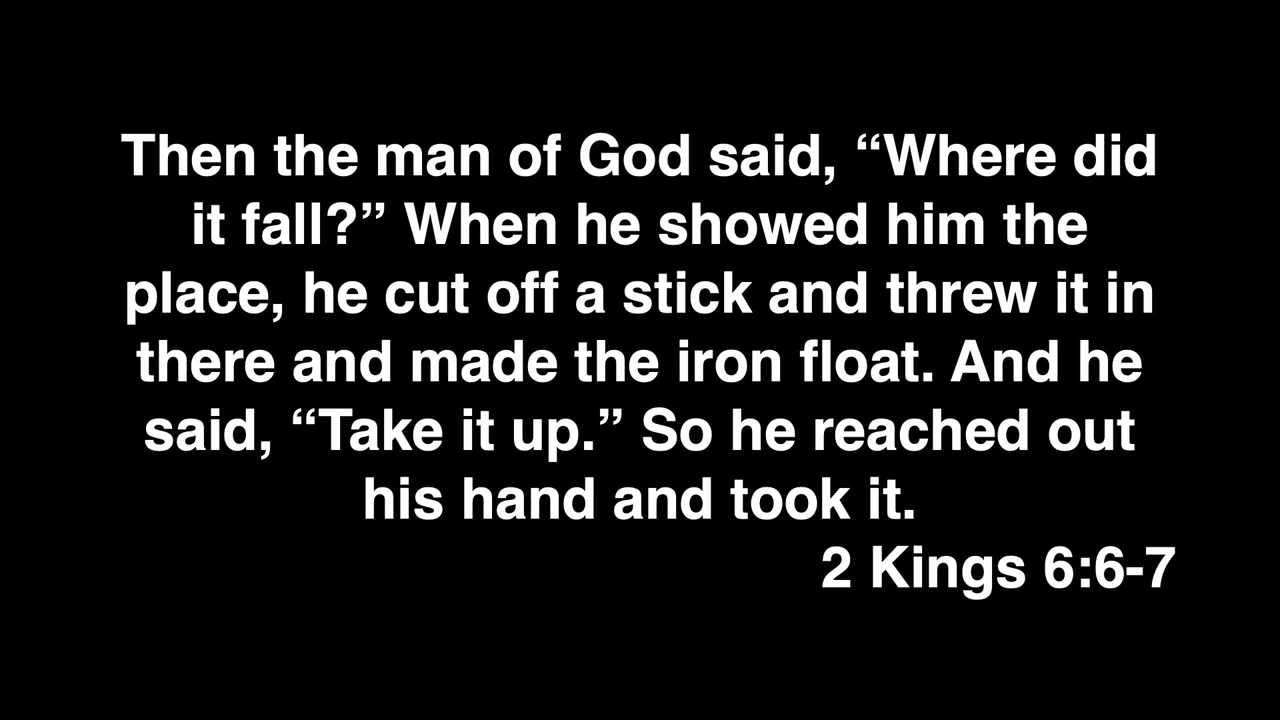 Then the man of God said, “Where did
it fall?” When he showed him the
place, he cut off a stick and threw it in
there and made the iron float. And he
said, “Take it up.” So he reached out
his hand and took it.
2 Kings 6:6-7